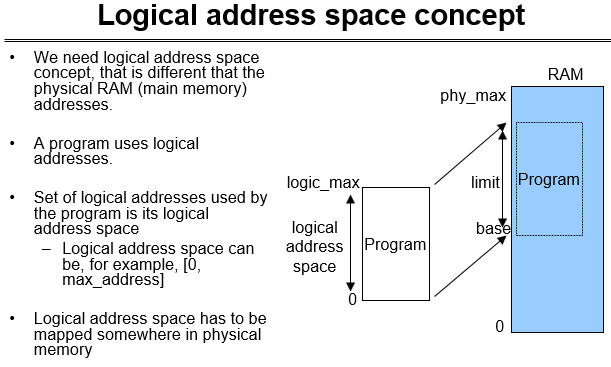 Logical address space concept
• We need logical address space
concept, that is different that the
physical RAM (main memory)
addresses.
• A program uses logical
addresses.
• Set of logical addresses used by
the program is its logical
address space
– Logical address space can
be, for example, [0,
max_address]
• Logical address space has to be
mapped somewhere in physical
memory
logic_max
logical
address
space
0
Program
RAM
phy_max
limit
base
0
Program